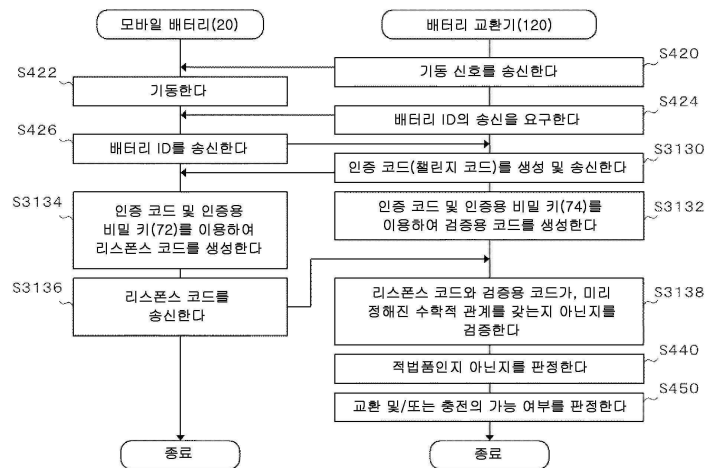 모바일 배터리(20)
배터리 교환기(120)
S420
기동 신호를 송신한다
S422
기동한다
S424
배터리 ID의 송신을 요구한다
S426
배터리 ID를 송신한다
S3130
인증 코드(챌린지 코드)를 생성 및 송신한다
S3134
인증 코드 및 인증용
비밀 키(72)를 이용하여
리스폰스 코드를 생성한다
S3132
인증 코드 및 인증용 비밀 키(74)를
이용하여 검증용 코드를 생성한다
S3136
리스폰스 코드를
송신한다
S3138
리스폰스 코드와 검증용 코드가, 미리
정해진 수학적 관계를 갖는지 아닌지를
검증한다
S440
적법품인지 아닌지를 판정한다
S450
교환 및/또는 충전의 가능 여부를 판정한다
종료
종료